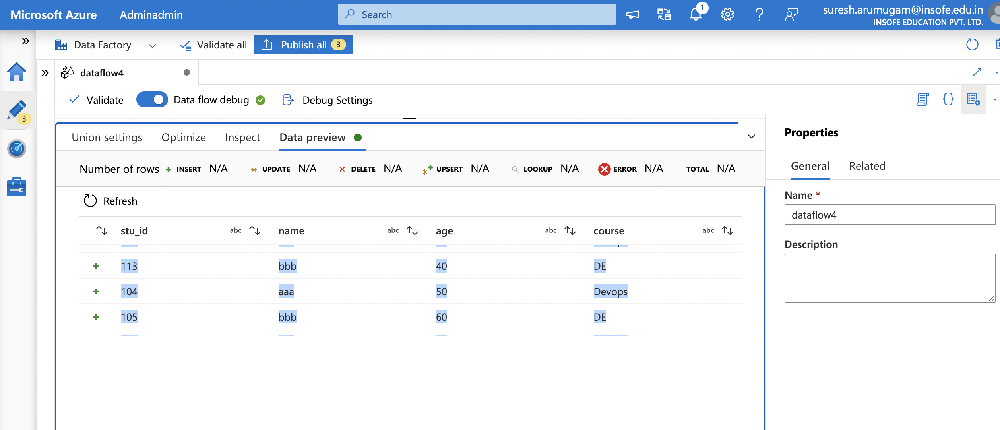 Microsoft Azure Adminadmin Search 1 suresh.arumugam@insofe.edu.in
INSOFE EDUCATION PVT. LTD.
Data Factory Validate all Publish all 3
dataflow4
Validate Data flow debug Debug Settings
3
Union settings Optimize Inspect Data preview
Number of rows INSERT N/A UPDATE N/A DELETE N/A UPSERT N/A LOOKUP N/A ERROR N/A TOTAL N/A
Refresh
stu_id abc name abc age abc course abc
113 bbb 40 DE
104 aaa 50 Devops
105 bbb 60 DE
Properties
General Related
Name *
dataflow4
Description